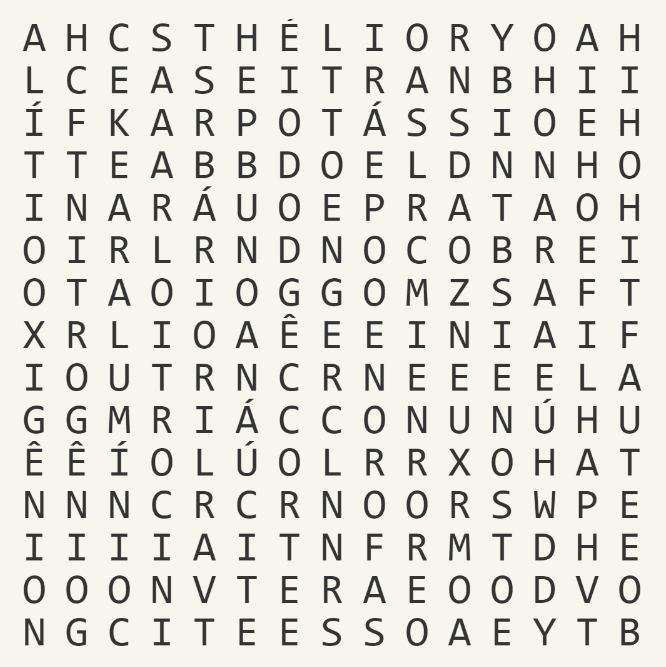 A H C S T H É L I O R Y O A H
L C E A S E I T R A N B H I I
Í F K A R P O T Á S S I O E H
T T E A B B D O E L D N N H O
I N A R Á U O E P R A T A O H
O I R L R N D N O C O B R E I
O T A O I O G G O M Z S A F T
X R L I O A Ê E E I N I A I F
I O U T R N C R N E E E E L A
G G M R I Á C C O N U N Ú H U
Ê Ê Í O L Ú O L R R X O H A T
N N N C R C R N O O R S W P E
I I I I A I T N F R M T D H E
O O O N V T E R A E O O D V O
N G C I T E E S S O A E Y T B